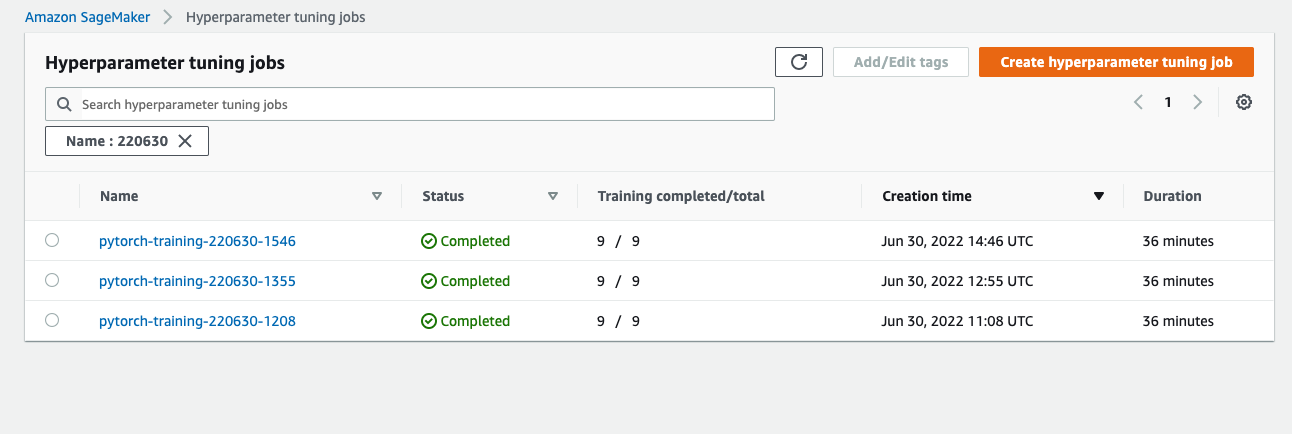 Amazon SageMaker > Hyperparameter tuning jobs
Hyperparameter tuning jobs
Add/Edit tags
Create hyperparameter tuning job
Search hyperparameter tuning jobs
1
Name : 220630
Name Status Training completed/total Creation time Duration
pytorch-training-220630-1546 Completed 9 / 9 Jun 30, 2022 14:46 UTC 36 minutes
pytorch-training-220630-1355 Completed 9 / 9 Jun 30, 2022 12:55 UTC 36 minutes
pytorch-training-220630-1208 Completed 9 / 9 Jun 30, 2022 11:08 UTC 36 minutes